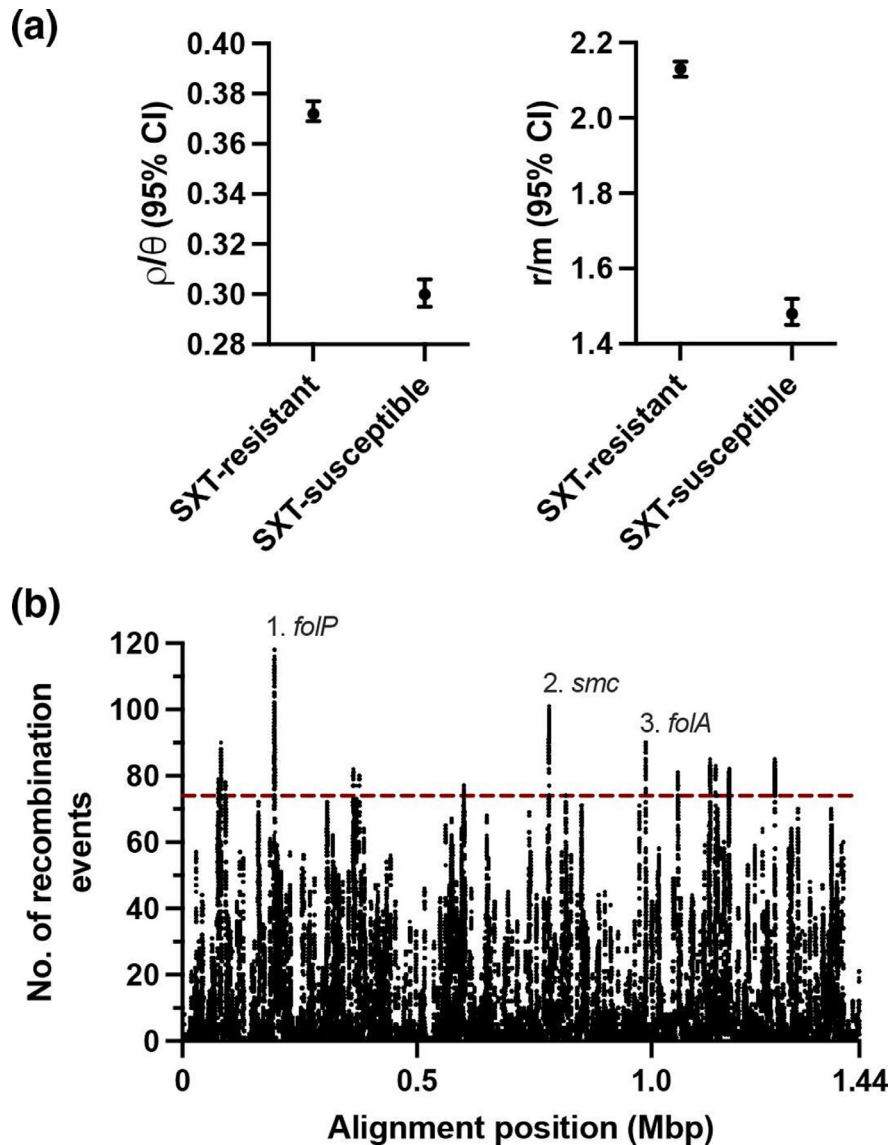 (a)
0.40
0.38
0.36
0.34
0.32
0.30
0.28
ρ/θ (95% CI)
SXT-resistant
SXT-susceptible
2.2
2.0
1.8
1.6
1.4
r/m (95% CI)
SXT-resistant
SXT-susceptible
(b)
120
100
80
60
40
20
0
No. of recombination
events
1. folP
2. smc
3. folA
0
0.5
1.0
1.44
Alignment position (Mbp)